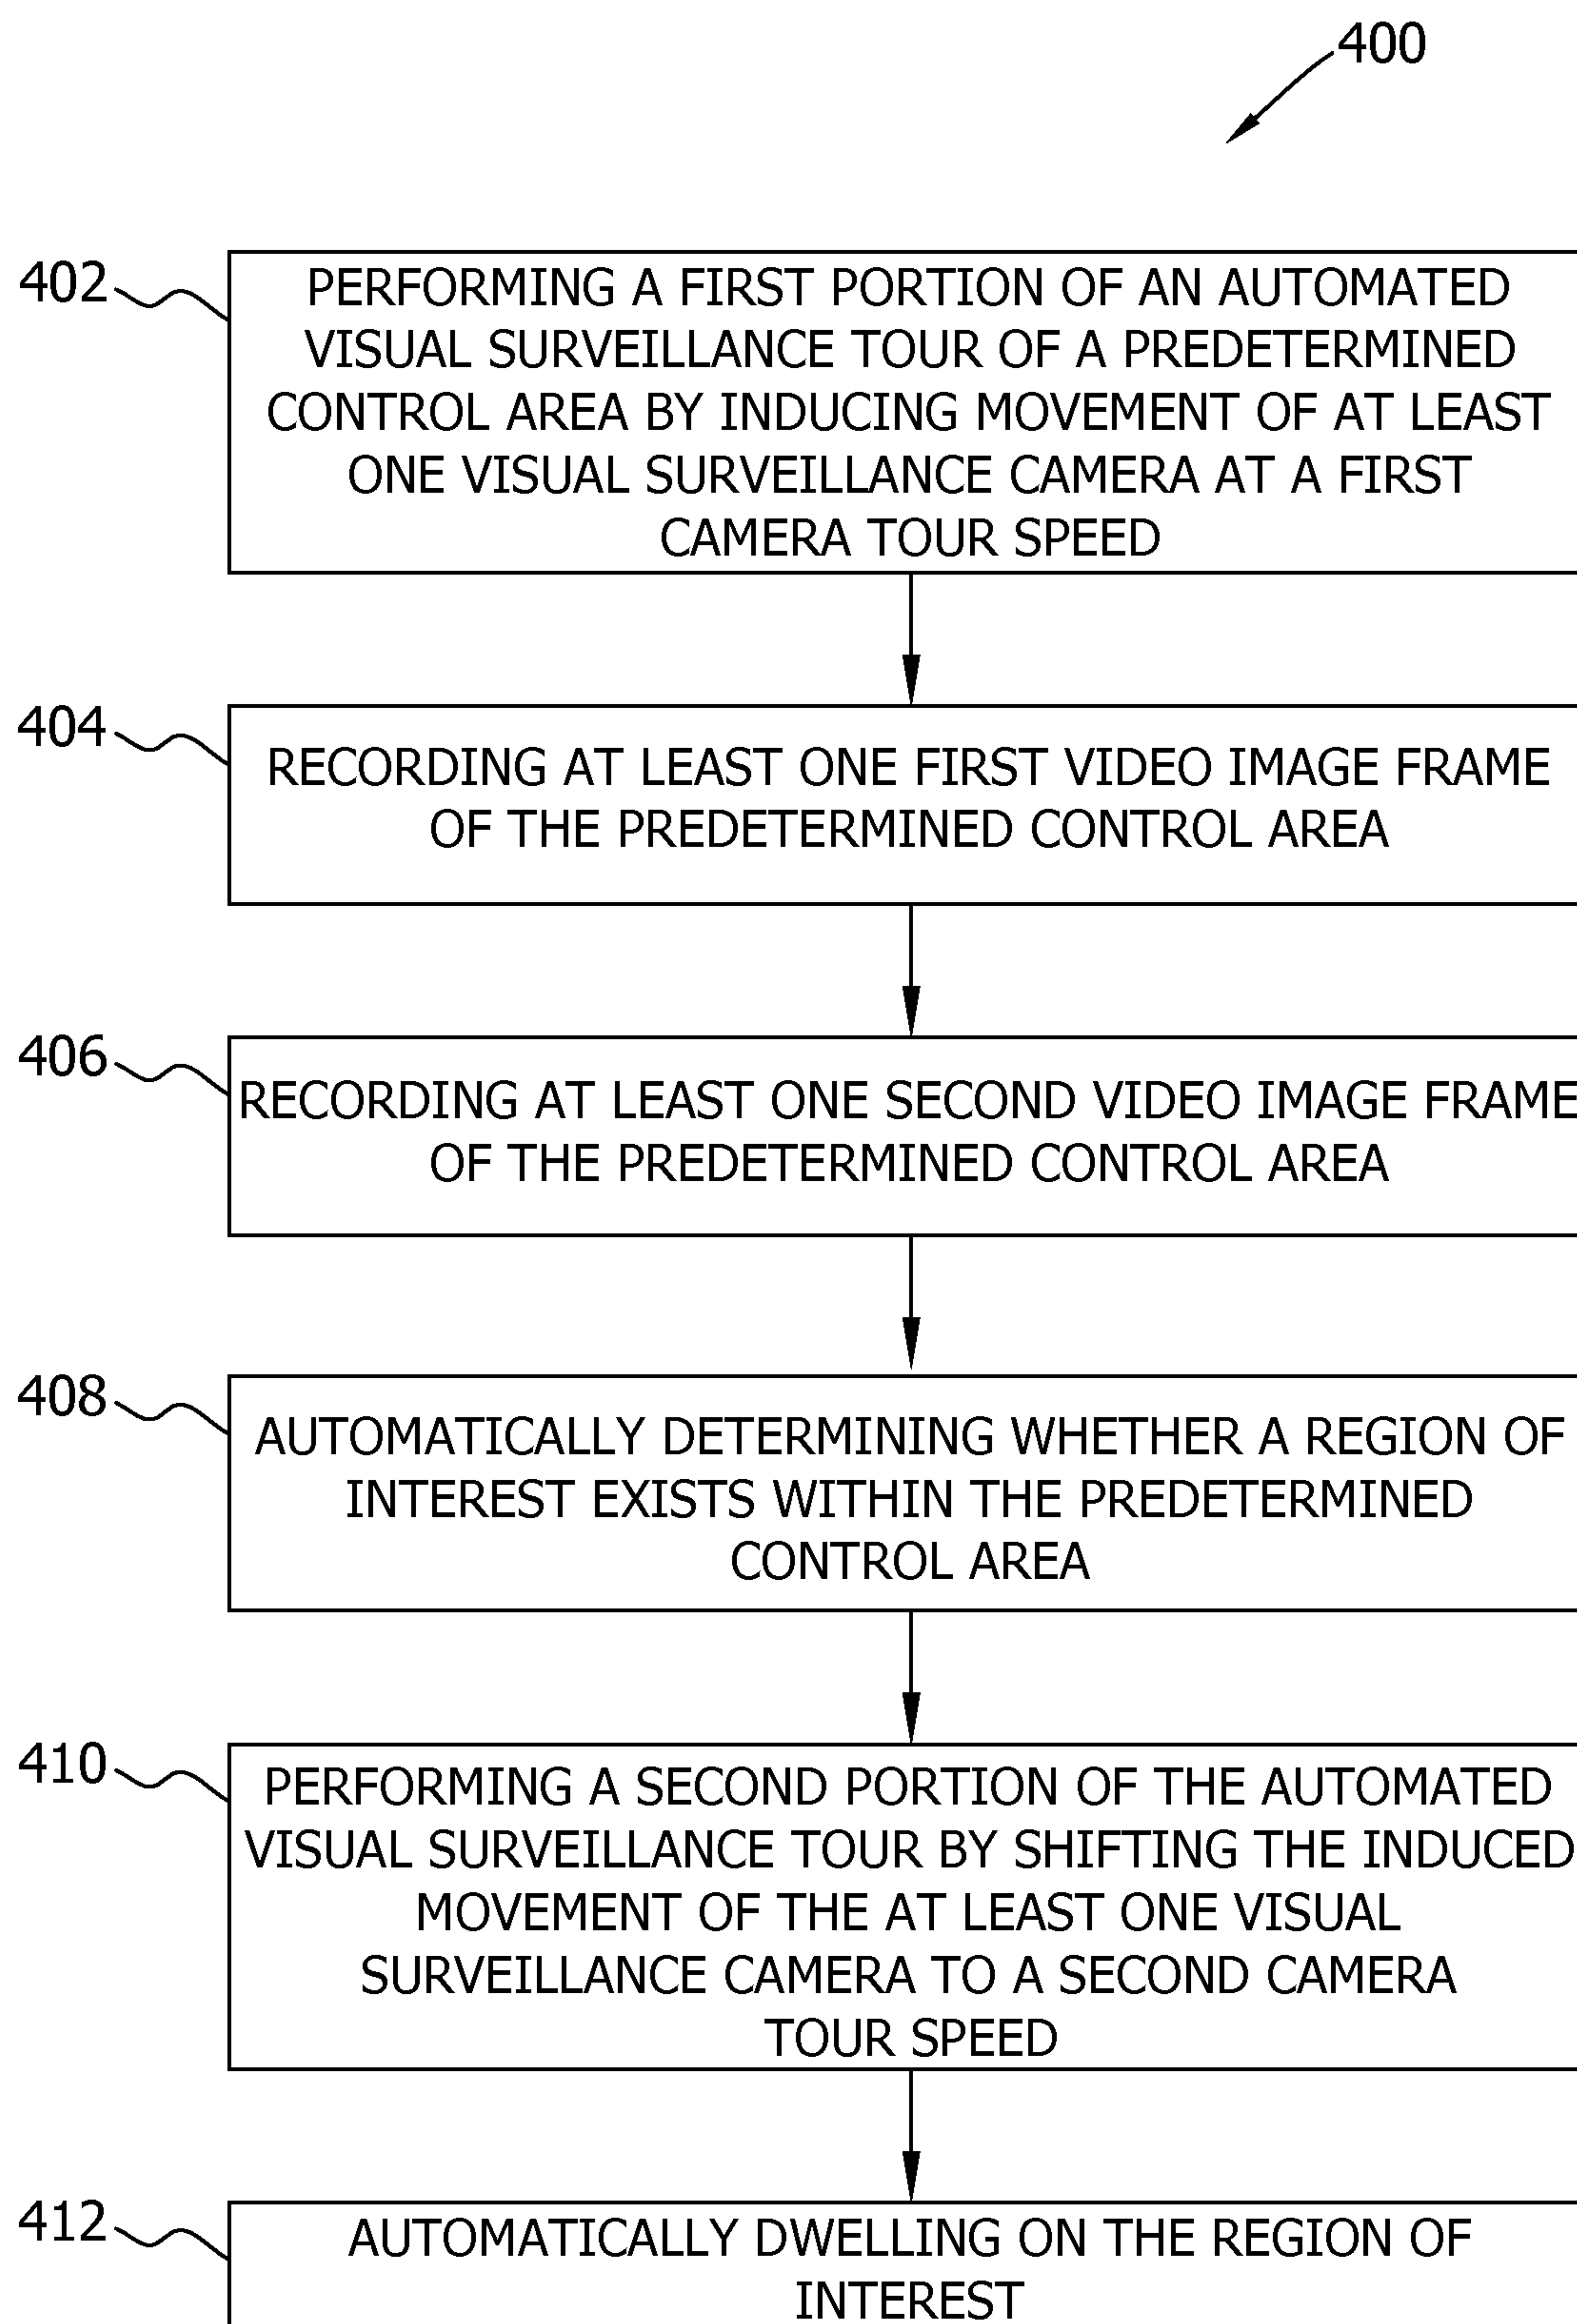 400
402
PERFORMING A FIRST PORTION OF AN AUTOMATED
VISUAL SURVEILLANCE TOUR OF A PREDETERMINED
CONTROL AREA BY INDUCING MOVEMENT OF AT LEAST
ONE VISUAL SURVEILLANCE CAMERA AT A FIRST
CAMERA TOUR SPEED
404
RECORDING AT LEAST ONE FIRST VIDEO IMAGE FRAME
OF THE PREDETERMINED CONTROL AREA
406
RECORDING AT LEAST ONE SECOND VIDEO IMAGE FRAME
OF THE PREDETERMINED CONTROL AREA
408
AUTOMATICALLY DETERMINING WHETHER A REGION OF
INTEREST EXISTS WITHIN THE PREDETERMINED
CONTROL AREA
410
PERFORMING A SECOND PORTION OF THE AUTOMATED
VISUAL SURVEILLANCE TOUR BY SHIFTING THE INDUCED
MOVEMENT OF THE AT LEAST ONE VISUAL
SURVEILLANCE CAMERA TO A SECOND CAMERA
TOUR SPEED
412
AUTOMATICALLY DWELLING ON THE REGION OF
INTEREST